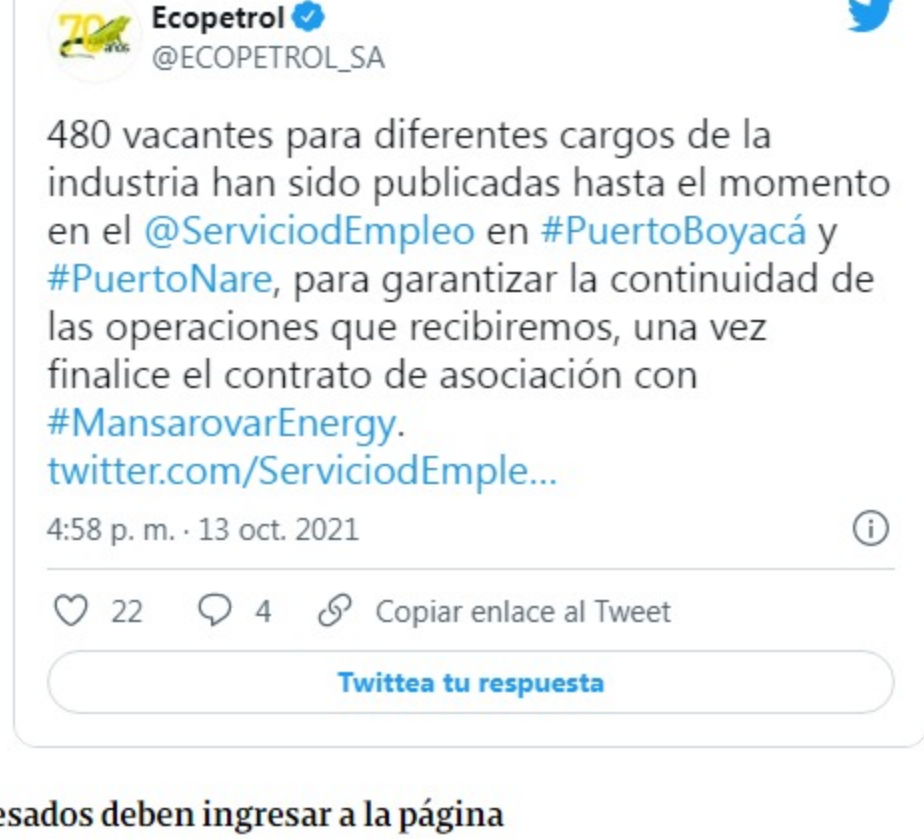 Ecopetrol
70 años
@ECOPETROL_SA
480 vacantes para diferentes cargos de la
industria han sido publicadas hasta el momento
en el @ServiciodEmpleo en #PuertoBoyacá y
#PuertoNare, para garantizar la continuidad de
las operaciones que recibiremos, una vez
finalice el contrato de asociación con
#MansarovarEnergy.
twitter.com/ServiciodEmple...
4:58 p. m. · 13 oct. 2021
22 4 Copiar enlace al Tweet
Twittea tu respuesta
esados deben ingresar a la página